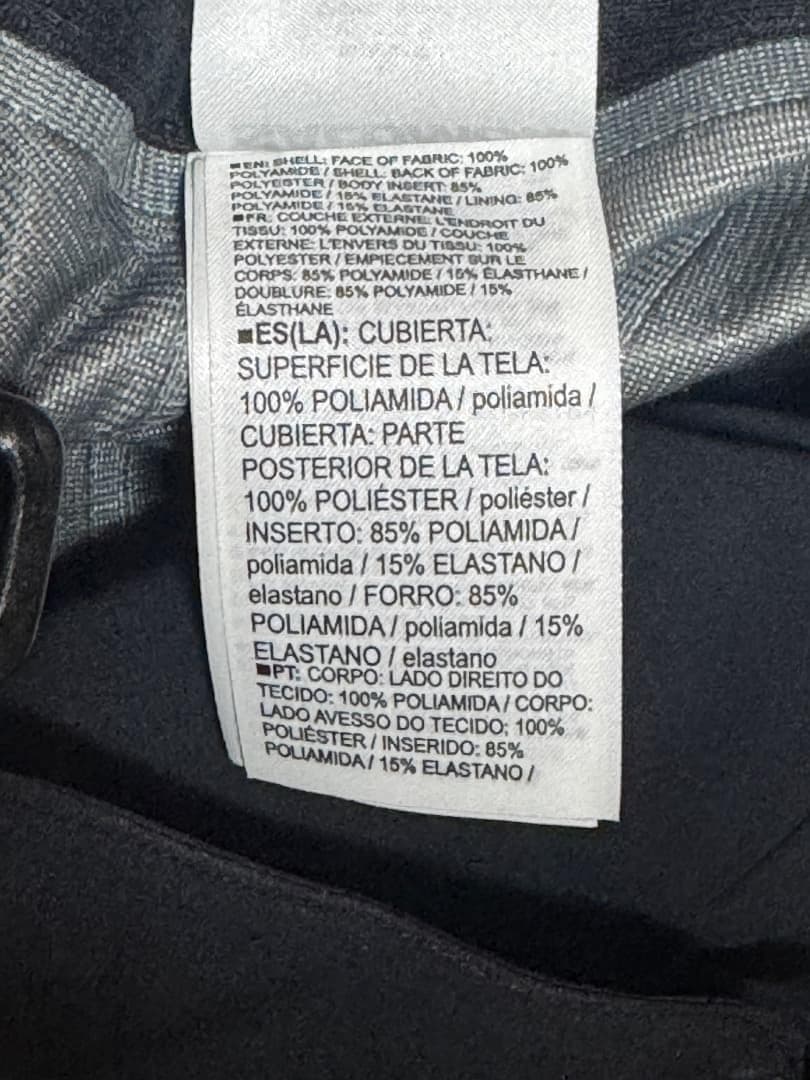 ■EN: SHELL: FACE OF FABRIC: 100%
POLYAMIDE / SHELL: BACK OF FABRIC: 100%
POLYESTER / BODY INSERT: 85%
POLYAMIDE / 15% ELASTANE / LINING: 85%
POLYAMIDE / 15% ELASTANE
■FR: COUCHE EXTERNE: L'ENDROIT DU
TISSU: 100% POLYAMIDE / COUCHE
EXTERNE: L'ENVERS DU TISSU: 100%
POLYESTER / EMPIECEMENT SUR LE
CORPS: 85% POLYAMIDE / 15% ÉLASTHANE /
DOUBLURE: 85% POLYAMIDE / 15%
ÉLASTHANE
■ES(LA): CUBIERTA:
SUPERFICIE DE LA TELA:
100% POLIAMIDA / poliamida /
CUBIERTA: PARTE
POSTERIOR DE LA TELA:
100% POLIÉSTER / poliéster /
INSERTO: 85% POLIAMIDA /
poliamida / 15% ELASTANO /
elastano / FORRO: 85%
POLIAMIDA / poliamida / 15%
ELASTANO / elastano
■PT: CORPO: LADO DIREITO DO
TECIDO: 100% POLIAMIDA / CORPO:
LADO AVESSO DO TECIDO: 100%
POLIÉSTER / INSERIDO: 85%
POLIAMIDA / 15% ELASTANO /